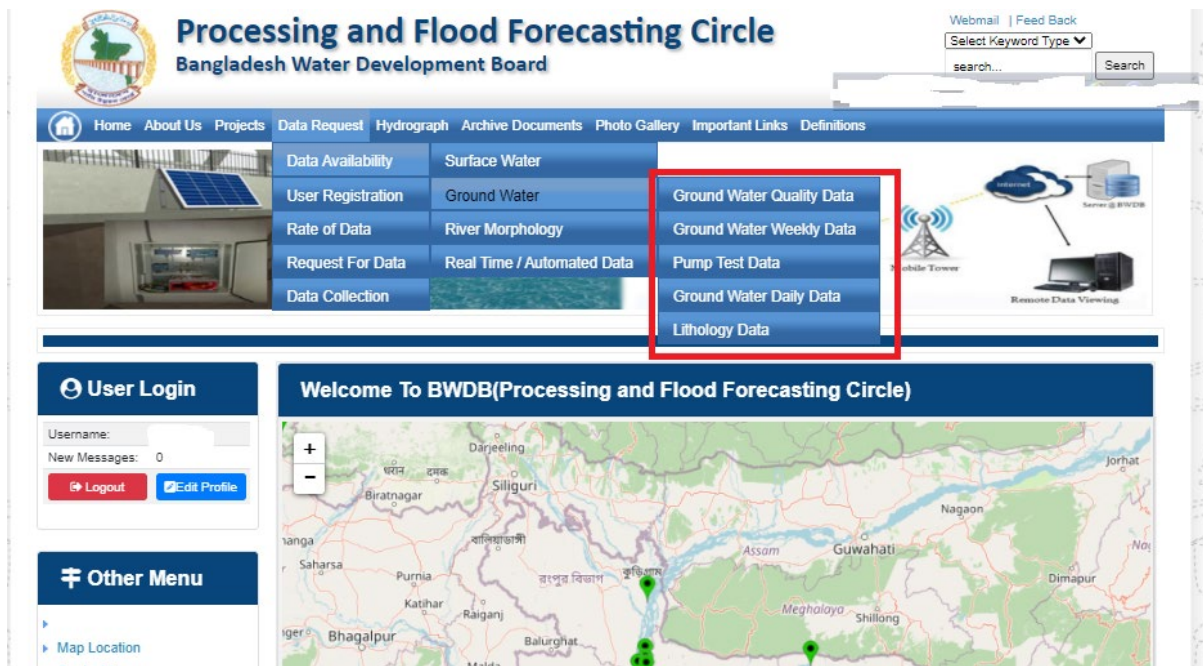 Processing and Flood Forecasting Circle
Bangladesh Water Development Board
Webmail | Feed Back
Select Keyword Type
search...
Search
Home About Us Projects Data Request Hydrograph Archive Documents Photo Gallery Important Links Definitions
Data Availability
User Registration
Rate of Data
Request For Data
Data Collection
Surface Water
Ground Water
River Morphology
Real Time / Automated Data
Ground Water Quality Data
Ground Water Weekly Data
Pump Test Data
Ground Water Daily Data
Lithology Data
Internet
Server @ BWDB
Mobile Tower
Remote Data Viewing
User Login
Username:
New Messages: 0
Logout
Edit Profile
Other Menu
Map Location
Welcome To BWDB(Processing and Flood Forecasting Circle)
+
-
Darjeeling
धरान
दमक
Siliguri
Biratnagar
Jorhat
Nagaon
Saharsa
Purnia
Assam
Guwahati
রংপুর বিভাগ
কুড়িগ্রাম
Dimapur
Katihar
Raiganj
Meghalaya
Shillong
Bhagalpur
Balurghat